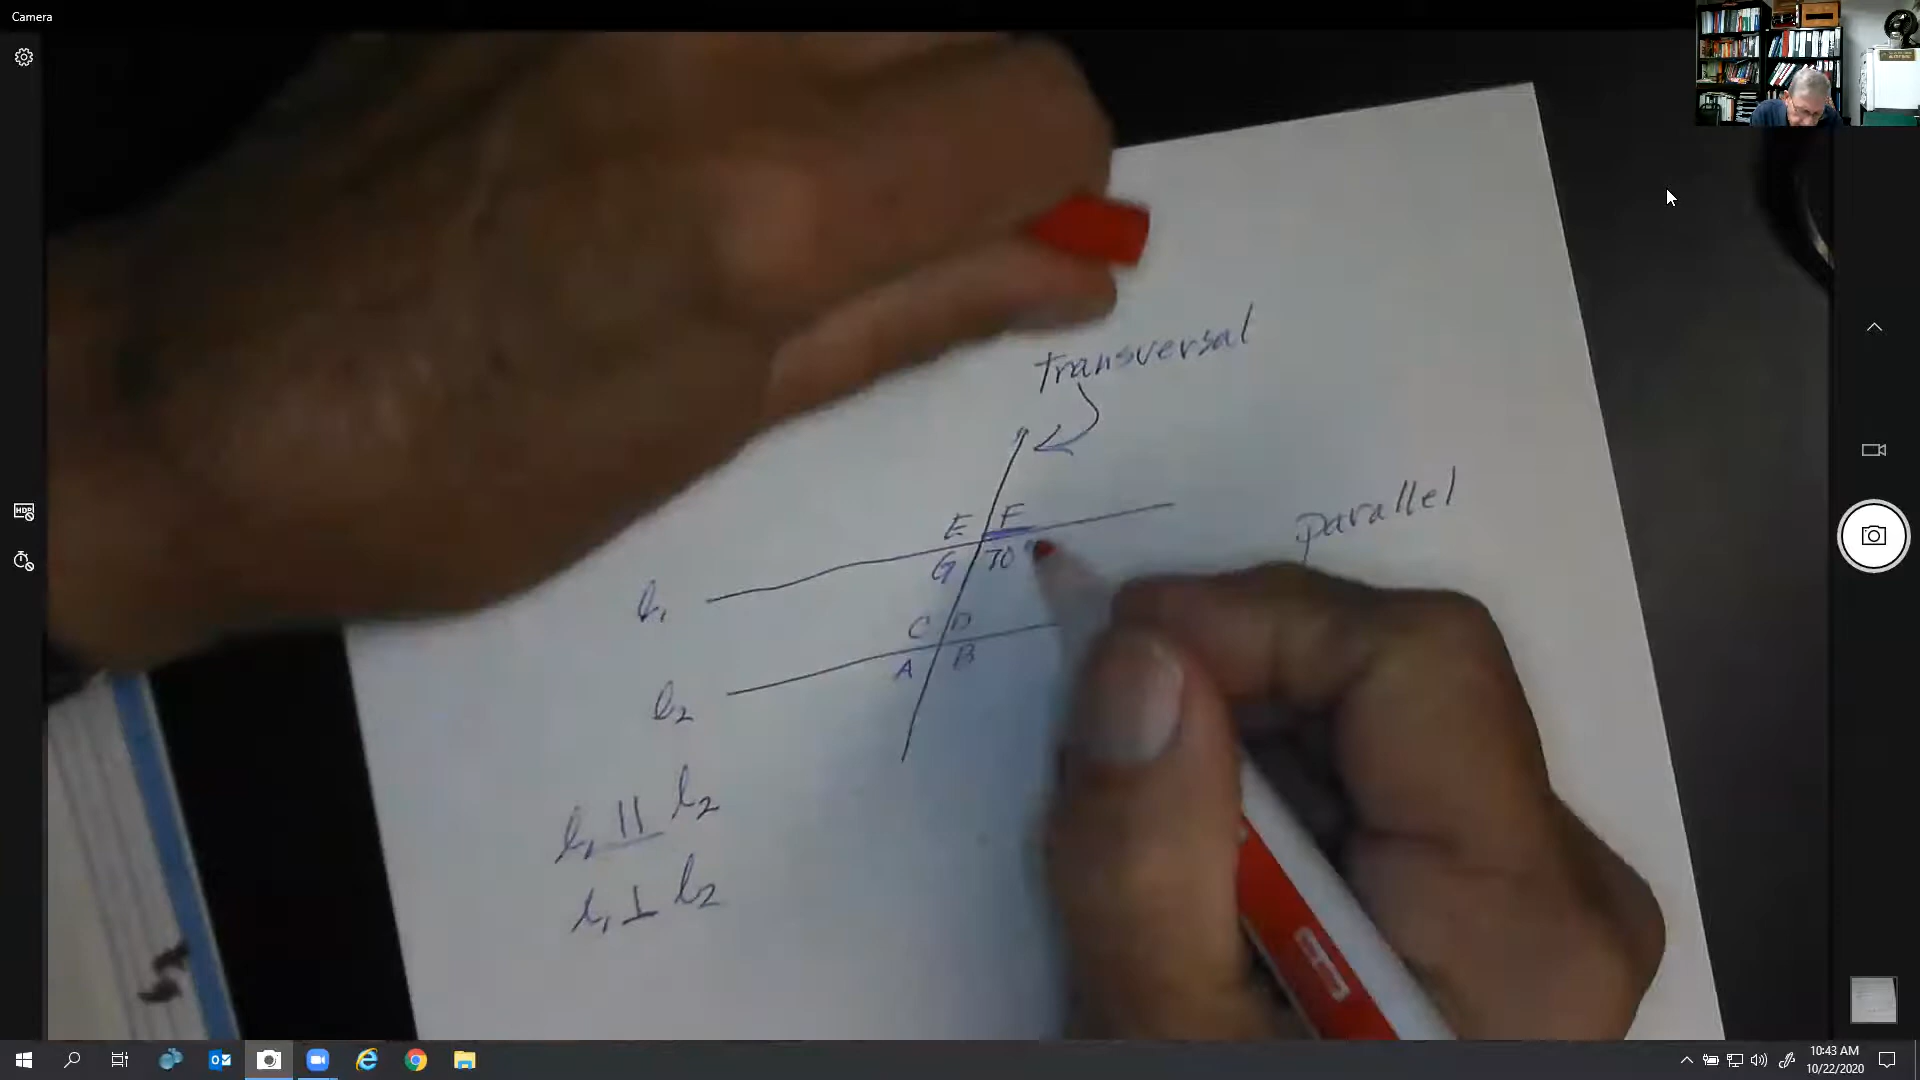 Camera
transversal
E F
parallel
G 70°
l₁
C D
A B
l₂
l₁ || l₂
l₁ ⊥ l₂
10:43 AM
10/22/2020